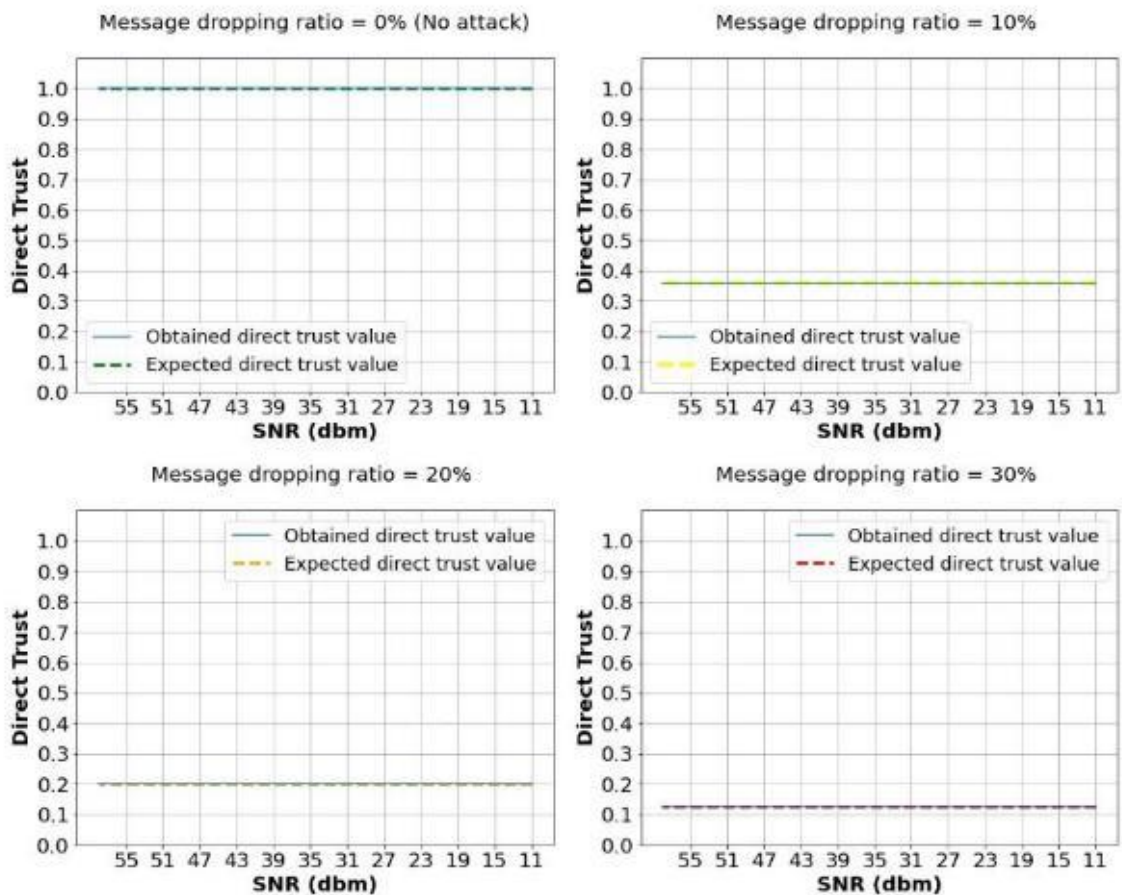 Message dropping ratio = 0% (No attack)
Direct Trust
1.0
0.9
0.8
0.7
0.6
0.5
0.4
0.3
0.2
0.1
0.0
Obtained direct trust value
Expected direct trust value
55 51 47 43 39 35 31 27 23 19 15 11
SNR (dbm)
Message dropping ratio = 10%
Direct Trust
1.0
0.9
0.8
0.7
0.6
0.5
0.4
0.3
0.2
0.1
0.0
Obtained direct trust value
Expected direct trust value
55 51 47 43 39 35 31 27 23 19 15 11
SNR (dbm)
Message dropping ratio = 20%
Direct Trust
1.0
0.9
0.8
0.7
0.6
0.5
0.4
0.3
0.2
0.1
0.0
Obtained direct trust value
Expected direct trust value
55 51 47 43 39 35 31 27 23 19 15 11
SNR (dbm)
Message dropping ratio = 30%
Direct Trust
1.0
0.9
0.8
0.7
0.6
0.5
0.4
0.3
0.2
0.1
0.0
Obtained direct trust value
Expected direct trust value
55 51 47 43 39 35 31 27 23 19 15 11
SNR (dbm)